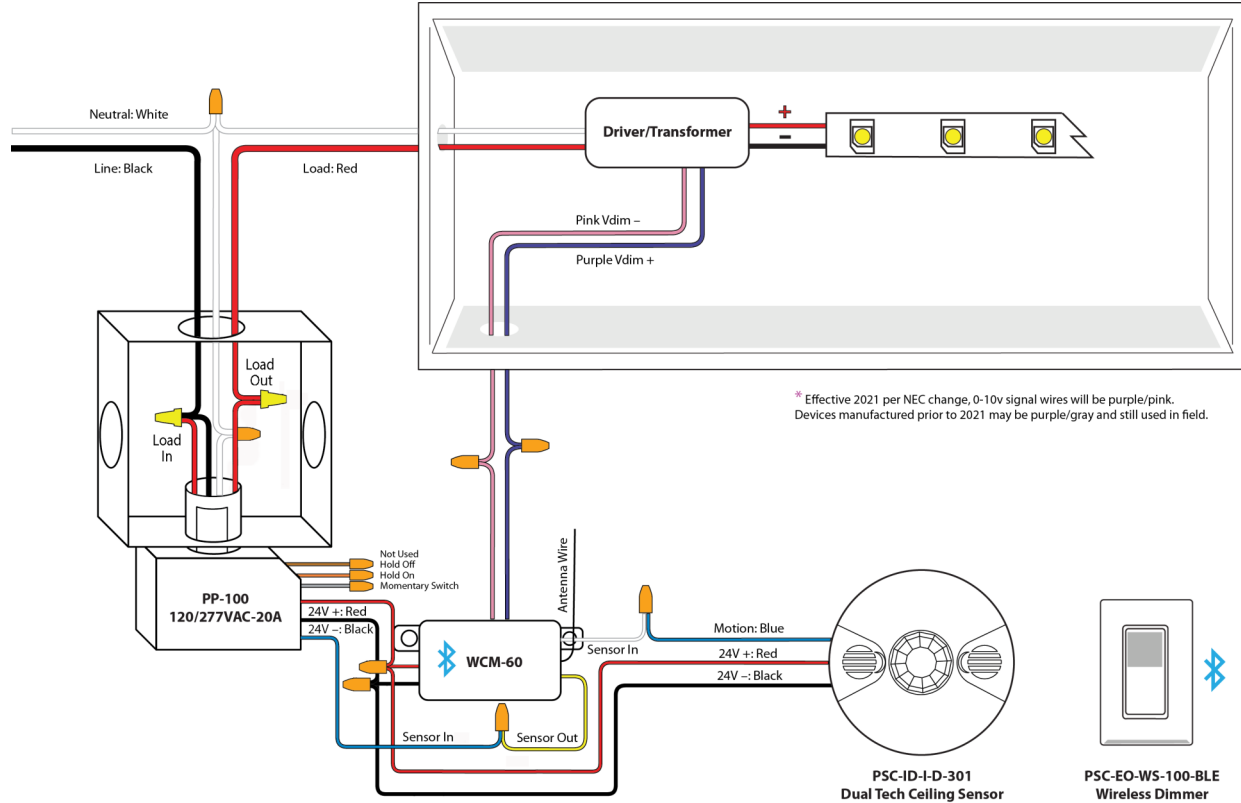 Neutral: White
Line: Black
Load: Red
Driver/Transformer
+
–
Pink Vdim –
Purple Vdim +
Load
Out
Load
In
* Effective 2021 per NEC change, 0-10v signal wires will be purple/pink.
Devices manufactured prior to 2021 may be purple/gray and still used in field.
Not Used
Hold Off
Hold On
Momentary Switch
PP-100
120/277VAC-20A
24V +: Red
24V –: Black
Antenna Wire
WCM-60
Sensor In
Motion: Blue
24V +: Red
24V –: Black
Sensor In
Sensor Out
PSC-ID-I-D-301
Dual Tech Ceiling Sensor
PSC-EO-WS-100-BLE
Wireless Dimmer